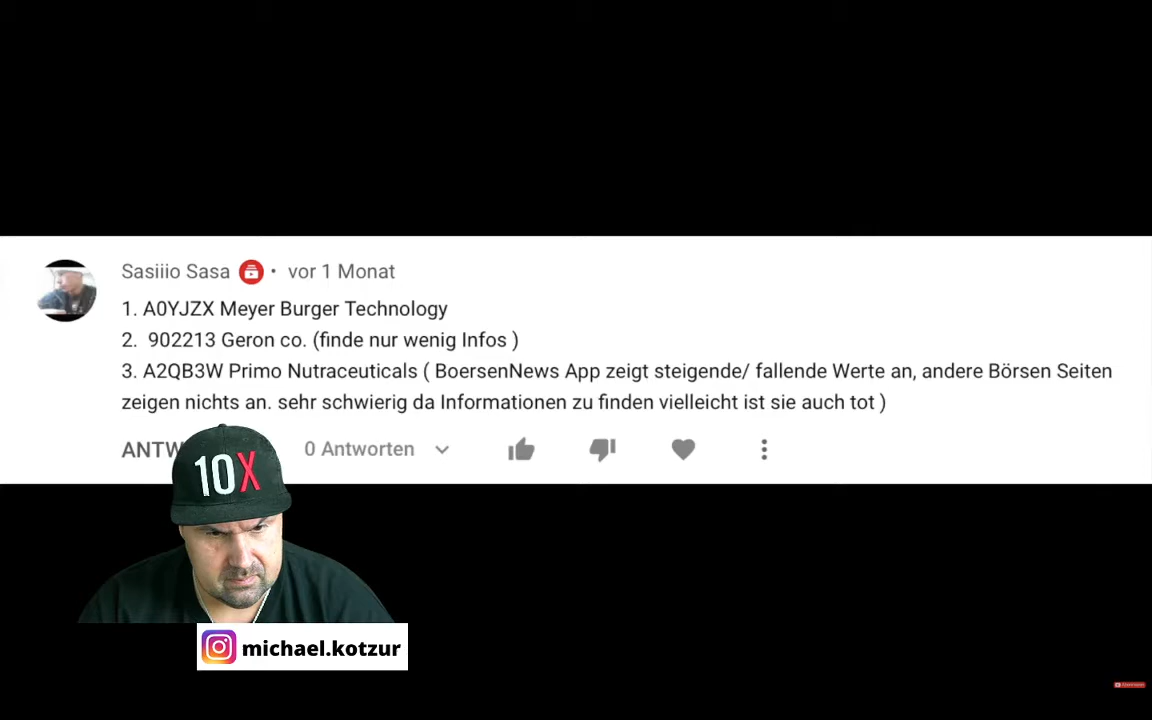 Sasiiio Sasa • vor 1 Monat
1. A0YJZX Meyer Burger Technology
2. 902213 Geron co. (finde nur wenig Infos )
3. A2QB3W Primo Nutraceuticals ( BoersenNews App zeigt steigende/ fallende Werte an, andere Börsen Seiten
zeigen nichts an. sehr schwierig da Informationen zu finden vielleicht ist sie auch tot )
ANTW 0 Antworten
10X
michael.kotzur